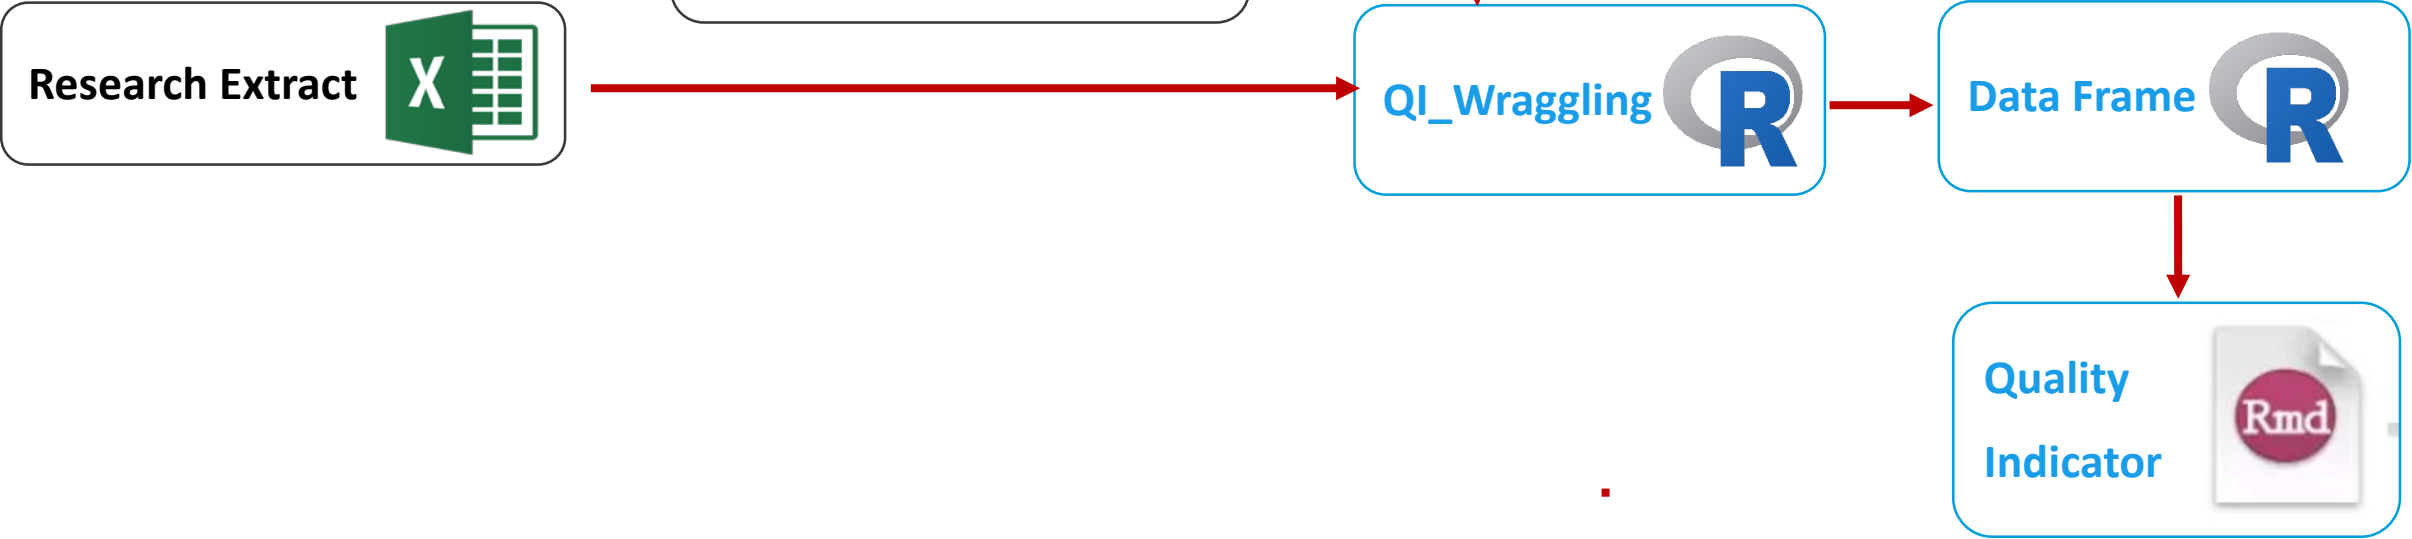 Research Extract
X
QI_Wraggling
R
Data Frame
R
Quality
Indicator
Rmd